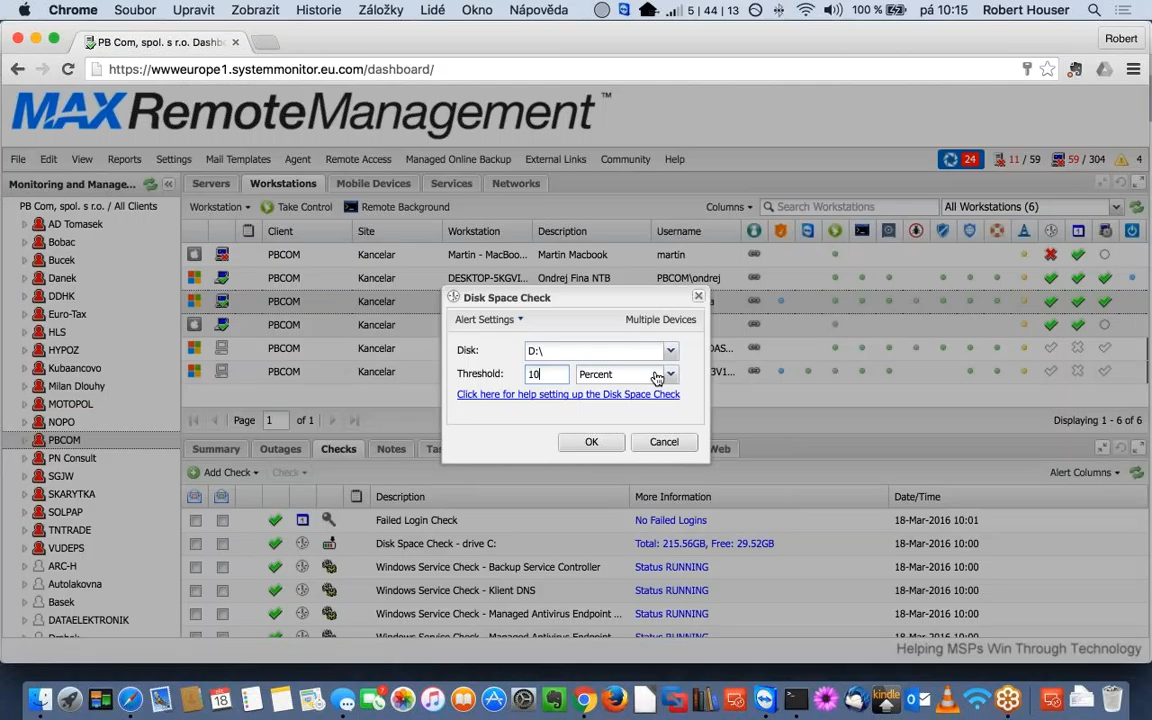 Chrome Soubor Upravit Zobrazit Historie Záložky Lidé Okno Nápověda 5 | 44 | 13 100 % pá 10:15 Robert Houser
PB Com, spol. s r.o. Dashb Robert
https://wwweurope1.systemmonitor.eu.com/dashboard/
MAXRemoteManagement™
File Edit View Reports Settings Mail Templates Agent Remote Access Managed Online Backup External Links Community Help 24 11 / 59 59 / 304 4
Monitoring and Manage... Servers Workstations Mobile Devices Services Networks
PB Com, spol. s r.o. / All Clients Workstation Take Control Remote Background Columns Search Workstations All Workstations (6)
AD Tomasek Client Site Workstation Description Username
Bobac
Bucek PBCOM Kancelar Martin - MacBoo... Martin Macbook martin
Danek PBCOM Kancelar DESKTOP-5KGVI... Ondrej Fina NTB PBCOM\ondrej
DDHK PBCOM Kancelar
Euro-Tax PBCOM Kancelar
HLS
HYPOZ PBCOM Kancelar
Kubaancovo PBCOM Kancelar
Milan Dlouhy
MOTOPOL
NOPO Page 1 of 1 Displaying 1 - 6 of 6
Disk Space Check
Alert Settings Multiple Devices
Disk: D:\
Threshold: 10 Percent
Click here for help setting up the Disk Space Check
OK Cancel
PBCOM Summary Outages Checks Notes Web
PN Consult
SGJW Add Check Check Alert Columns
SKARYTKA Description More Information Date/Time
SOLPAP Failed Login Check No Failed Logins 18-Mar-2016 10:01
TNTRADE
VUDEPS Disk Space Check - drive C: Total: 215.56GB, Free: 29.52GB 18-Mar-2016 10:00
ARC-H Windows Service Check - Backup Service Controller Status RUNNING 18-Mar-2016 10:00
Autolakovna Windows Service Check - Klient DNS Status RUNNING 18-Mar-2016 10:00
Basek
DATAELEKTRONIK Windows Service Check - Managed Antivirus Endpoint ... Status RUNNING 18-Mar-2016 10:00
Helping MSPs Win Through Technology